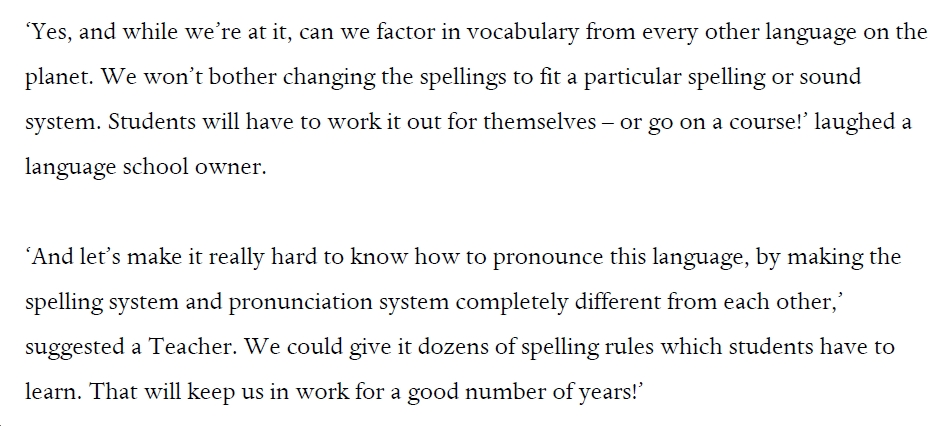 ‘Yes, and while we’re at it, can we factor in vocabulary from every other language on the
planet. We won’t bother changing the spellings to fit a particular spelling or sound
system. Students will have to work it out for themselves – or go on a course!’ laughed a
language school owner.
‘And let’s make it really hard to know how to pronounce this language, by making the
spelling system and pronunciation system completely different from each other,’
suggested a Teacher. We could give it dozens of spelling rules which students have to
learn. That will keep us in work for a good number of years!’